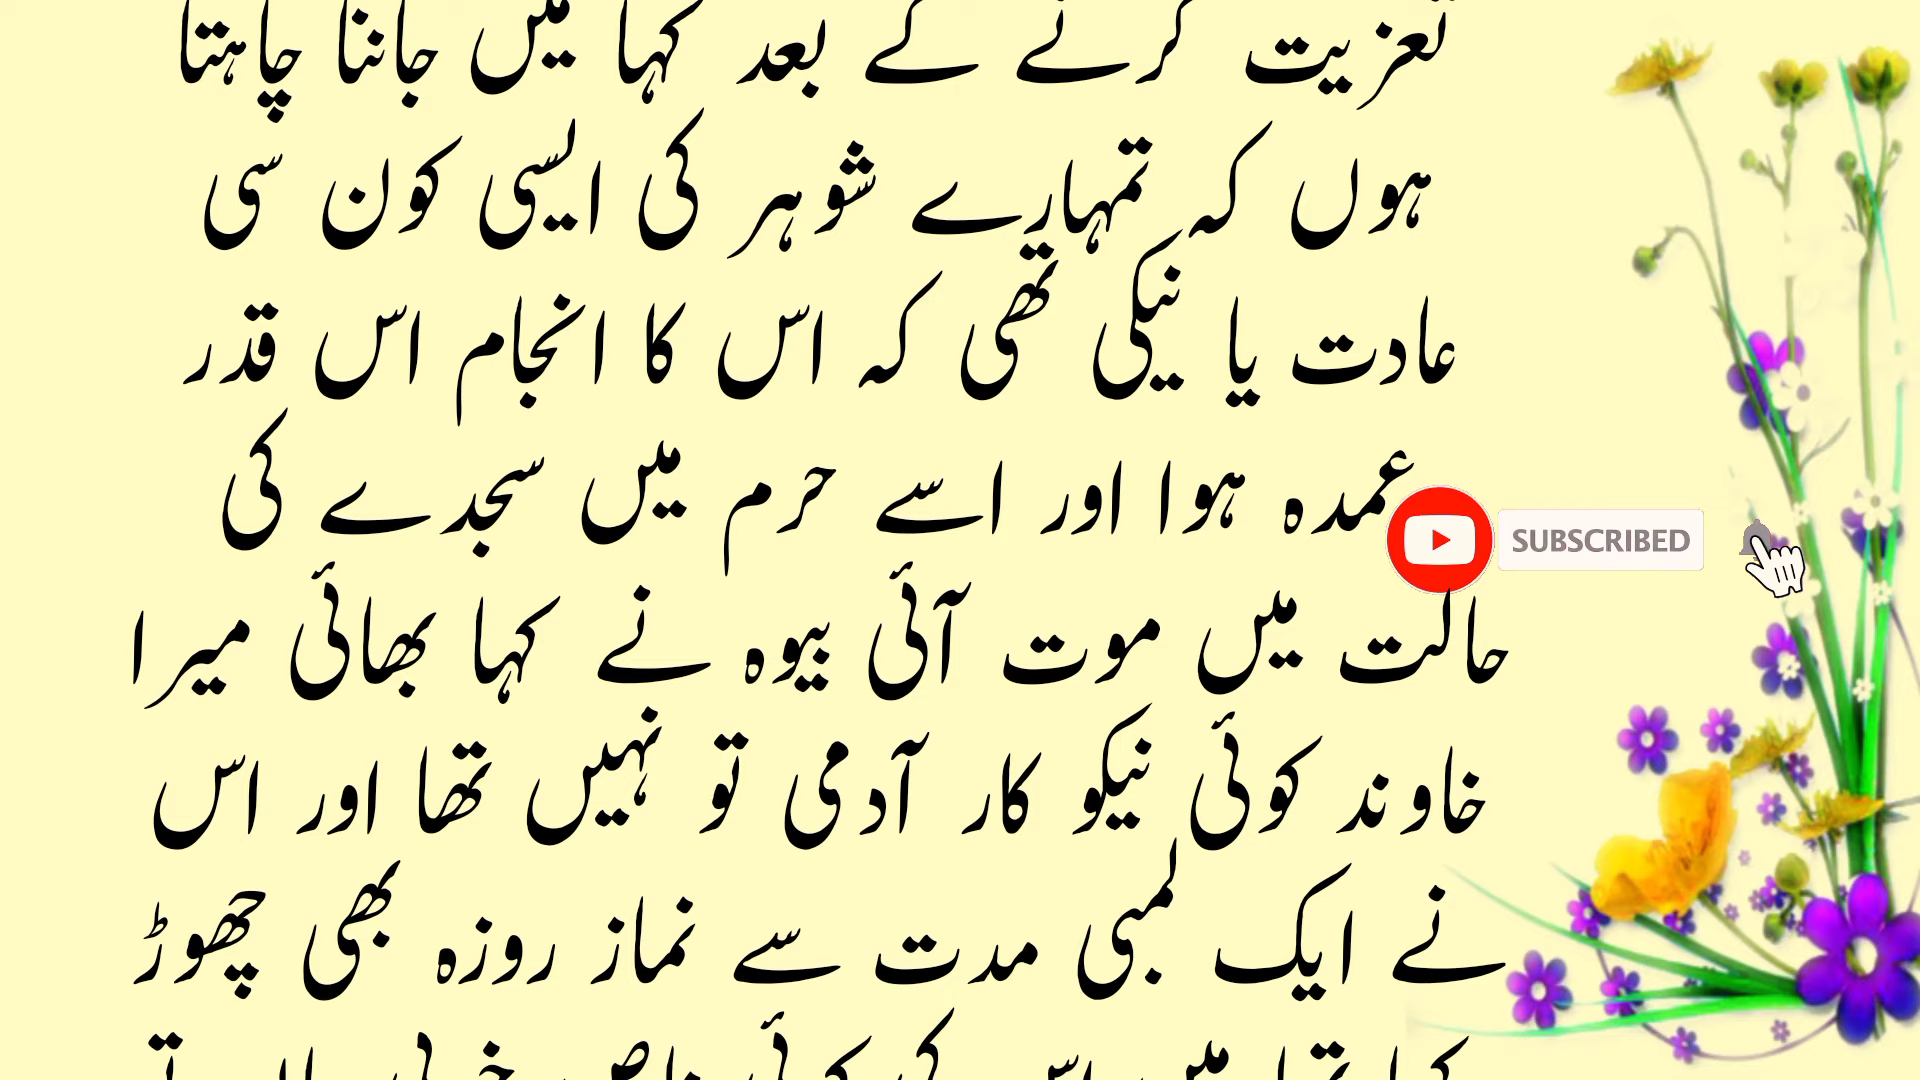 تعزیت کرنے کے بعد کہا میں جاننا چاہتا
ہوں کہ تمہارے شوہر کی ایسی کون سی
عادت یا نیکی تھی کہ اس کا انجام اس قدر
عمدہ ہوا اور اسے حرم میں سجدے کی
SUBSCRIBED
حالت میں موت آئی بیوہ نے کہا بھائی میرا
خاوند کوئی نیکو کار آدمی تو نہیں تھا اور اس
نے ایک لمبی مدت سے نماز روزہ بھی چھوڑ